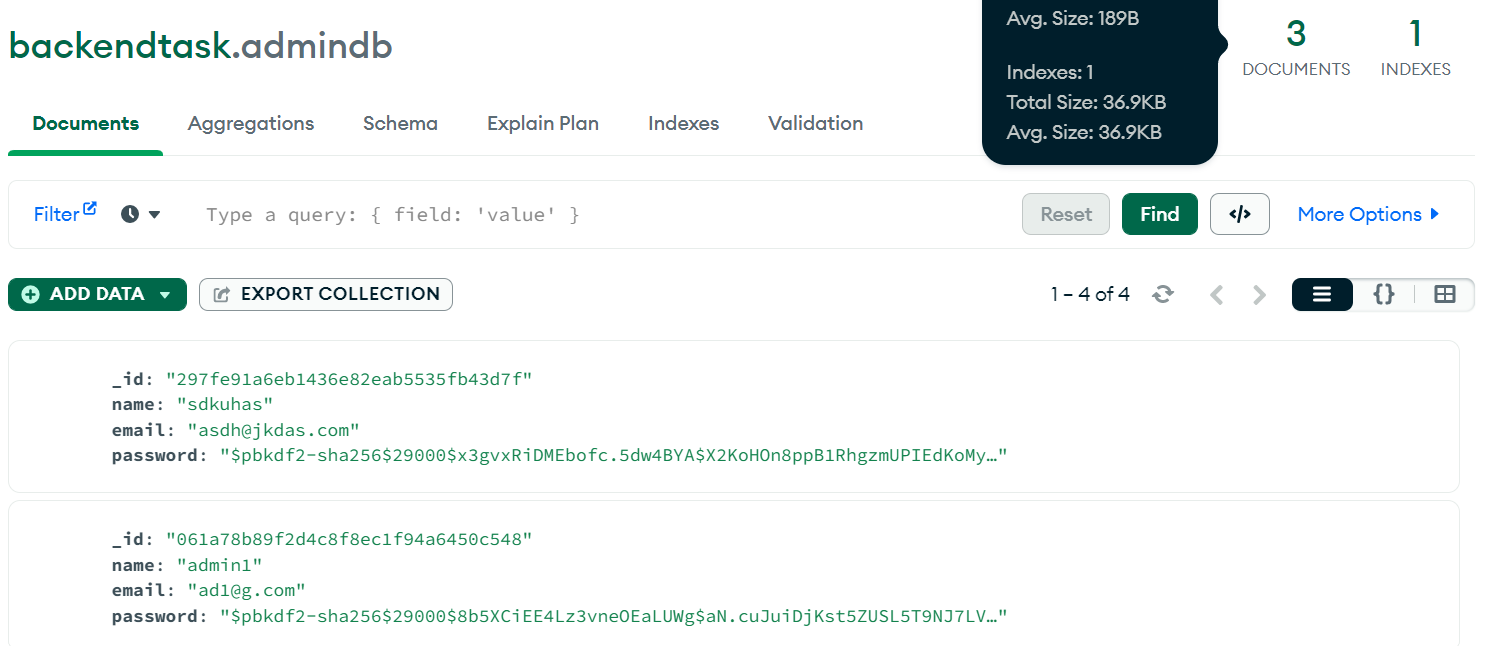 backendtask.admindb
Avg. Size: 189B
Indexes: 1
Total Size: 36.9KB
Avg. Size: 36.9KB
3
DOCUMENTS
1
INDEXES
Documents
Aggregations
Schema
Explain Plan
Indexes
Validation
Filter
Type a query: { field: 'value' }
Reset
Find
</>
More Options
ADD DATA
EXPORT COLLECTION
1 – 4 of 4
{}
_id: "297fe91a6eb1436e82eab5535fb43d7f"
name: "sdkuhas"
email: "asdh@jkdas.com"
password: "$pbkdf2-sha256$29000$x3gvxRiDMEbofc.5dw4BYA$X2KoHOn8ppB1RhgzmUPIEdKoMy…"
_id: "061a78b89f2d4c8f8ec1f94a6450c548"
name: "admin1"
email: "ad1@g.com"
password: "$pbkdf2-sha256$29000$8b5XCiEE4Lz3vneOEaLUWg$aN.cuJuiDjKst5ZUSL5T9NJ7LV…"